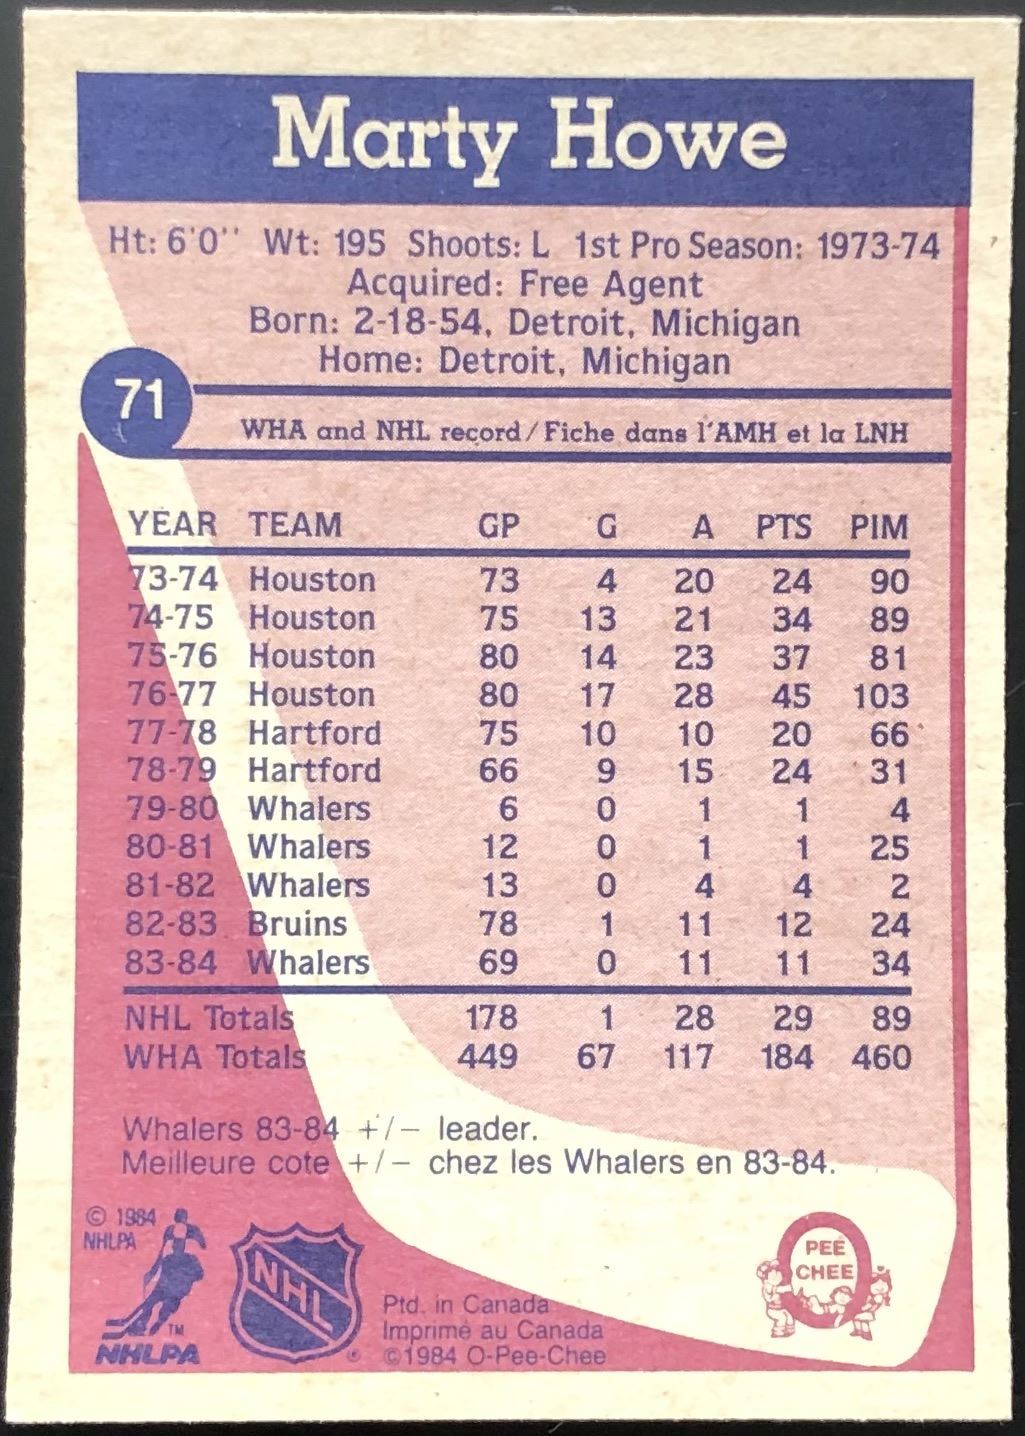 Marty Howe
Ht: 6'0'' Wt: 195 Shoots: L 1st Pro Season: 1973-74
Acquired: Free Agent
Born: 2-18-54, Detroit, Michigan
Home: Detroit, Michigan
71
WHA and NHL record/Fiche dans l'AMH et la LNH
YEAR TEAM GP G A PTS PIM
73-74 Houston 73 4 20 24 90
74-75 Houston 75 13 21 34 89
75-76 Houston 80 14 23 37 81
76-77 Houston 80 17 28 45 103
77-78 Hartford 75 10 10 20 66
78-79 Hartford 66 9 15 24 31
79-80 Whalers 6 0 1 1 4
80-81 Whalers 12 0 1 1 25
81-82 Whalers 13 0 4 4 2
82-83 Bruins 78 1 11 12 24
83-84 Whalers 69 0 11 11 34
NHL Totals 178 1 28 29 89
WHA Totals 449 67 117 184 460
Whalers 83-84 +/− leader.
Meilleure cote +/− chez les Whalers en 83-84.
© 1984
NHLPA
TM
NHLPA
NHL
Ptd. in Canada
Imprimé au Canada
©1984 O-Pee-Chee
PEE
CHEE